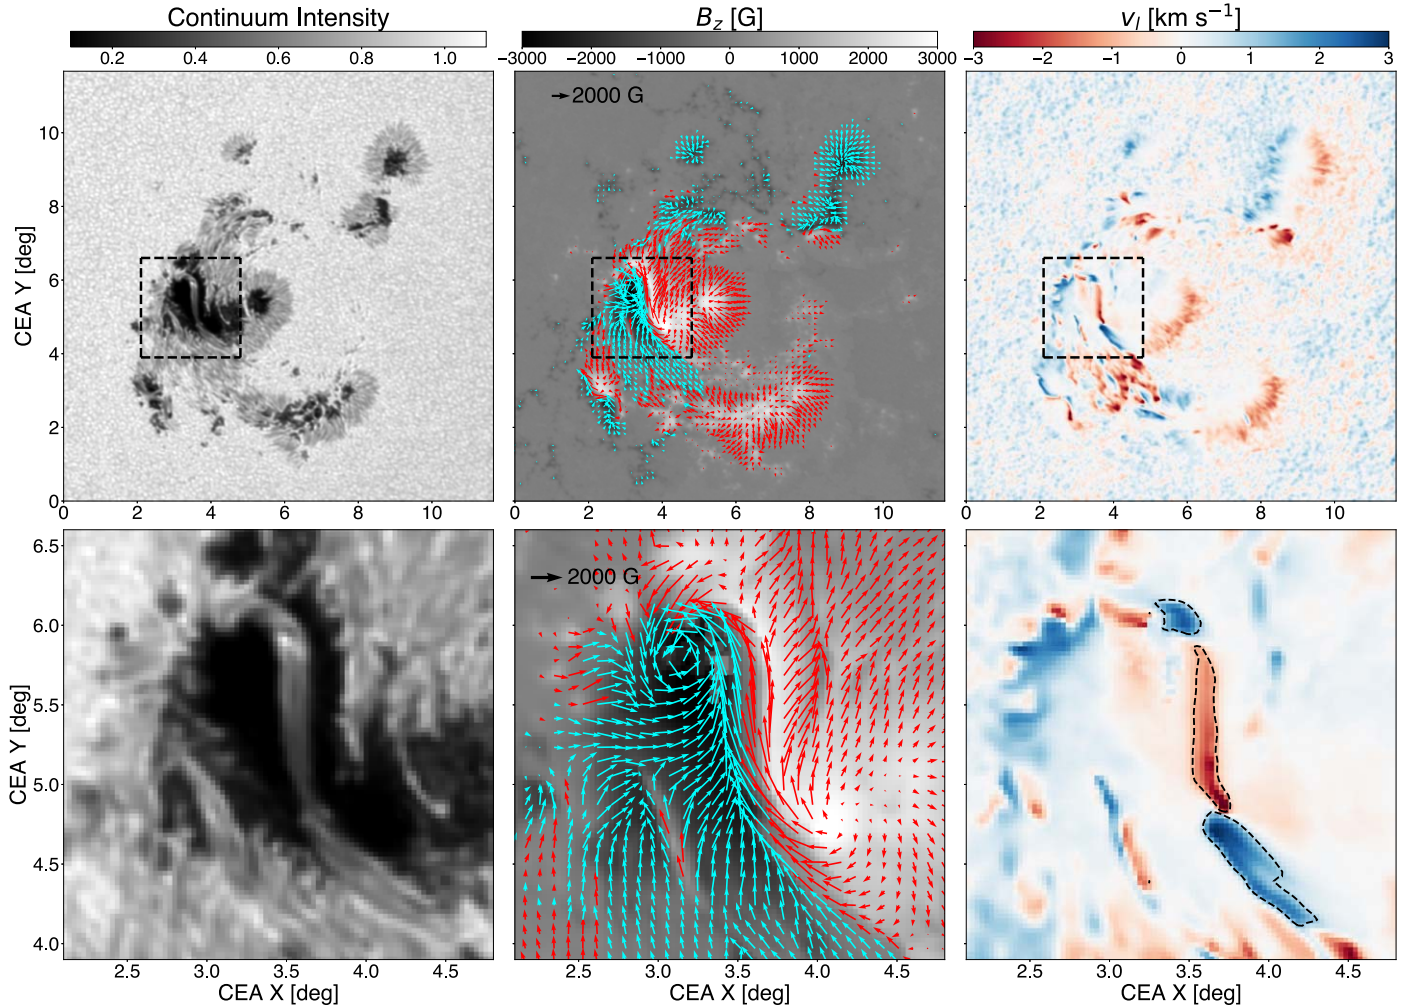 Continuum Intensity
0.2 0.4 0.6 0.8 1.0
B_z [G]
−3000 −2000 −1000 0 1000 2000 3000
v_l [km s⁻¹]
−3 −2 −1 0 1 2 3
CEA Y [deg]
10
8
6
4
2
0
0 2 4 6 8 10
2000 G
0 2 4 6 8 10
0 2 4 6 8 10
CEA Y [deg]
6.5
6.0
5.5
5.0
4.5
4.0
2.5 3.0 3.5 4.0 4.5
CEA X [deg]
2000 G
2.5 3.0 3.5 4.0 4.5
CEA X [deg]
2.5 3.0 3.5 4.0 4.5
CEA X [deg]